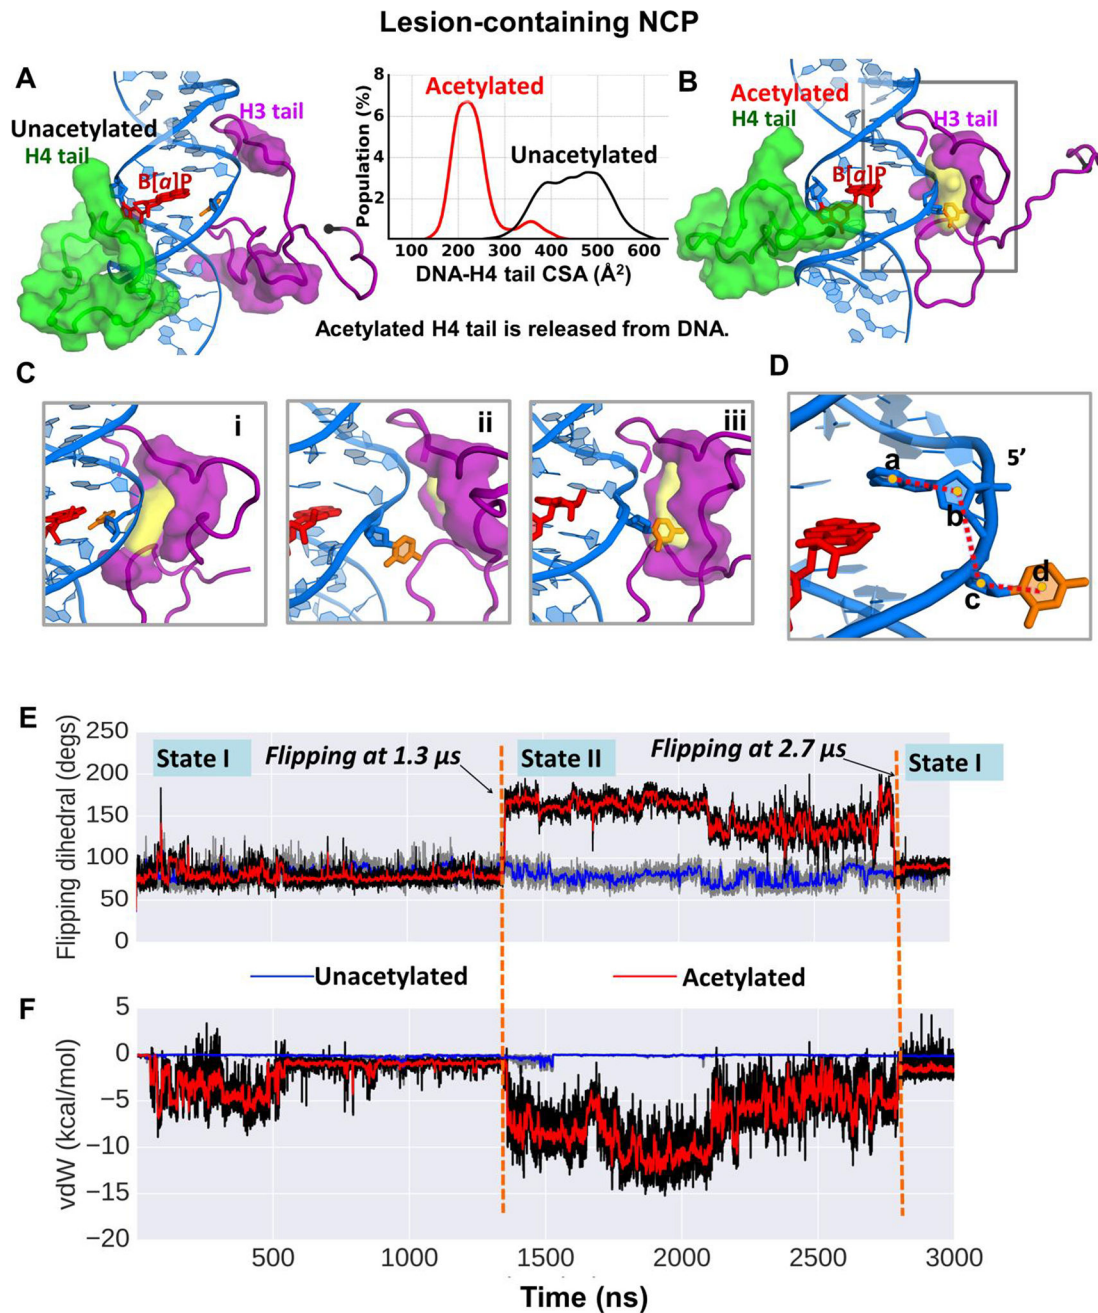 Lesion-containing NCP
A
Unacetylated
H4 tail
H3 tail
B[a]P
Population (%)
8
6
4
2
Acetylated
Unacetylated
100 200 300 400 500 600
DNA-H4 tail CSA (Å²)
B
Acetylated
H4 tail
H3 tail
B[a]P
Acetylated H4 tail is released from DNA.
C
i
ii
iii
D
a
b
c
d
5’
E
Flipping dihedral (degs)
250
200
150
100
50
0
State I
Flipping at 1.3 μs
State II
Flipping at 2.7 μs
State I
Unacetylated
Acetylated
F
vdW (kcal/mol)
5
0
−5
−10
−15
−20
500 1000 1500 2000 2500 3000
Time (ns)